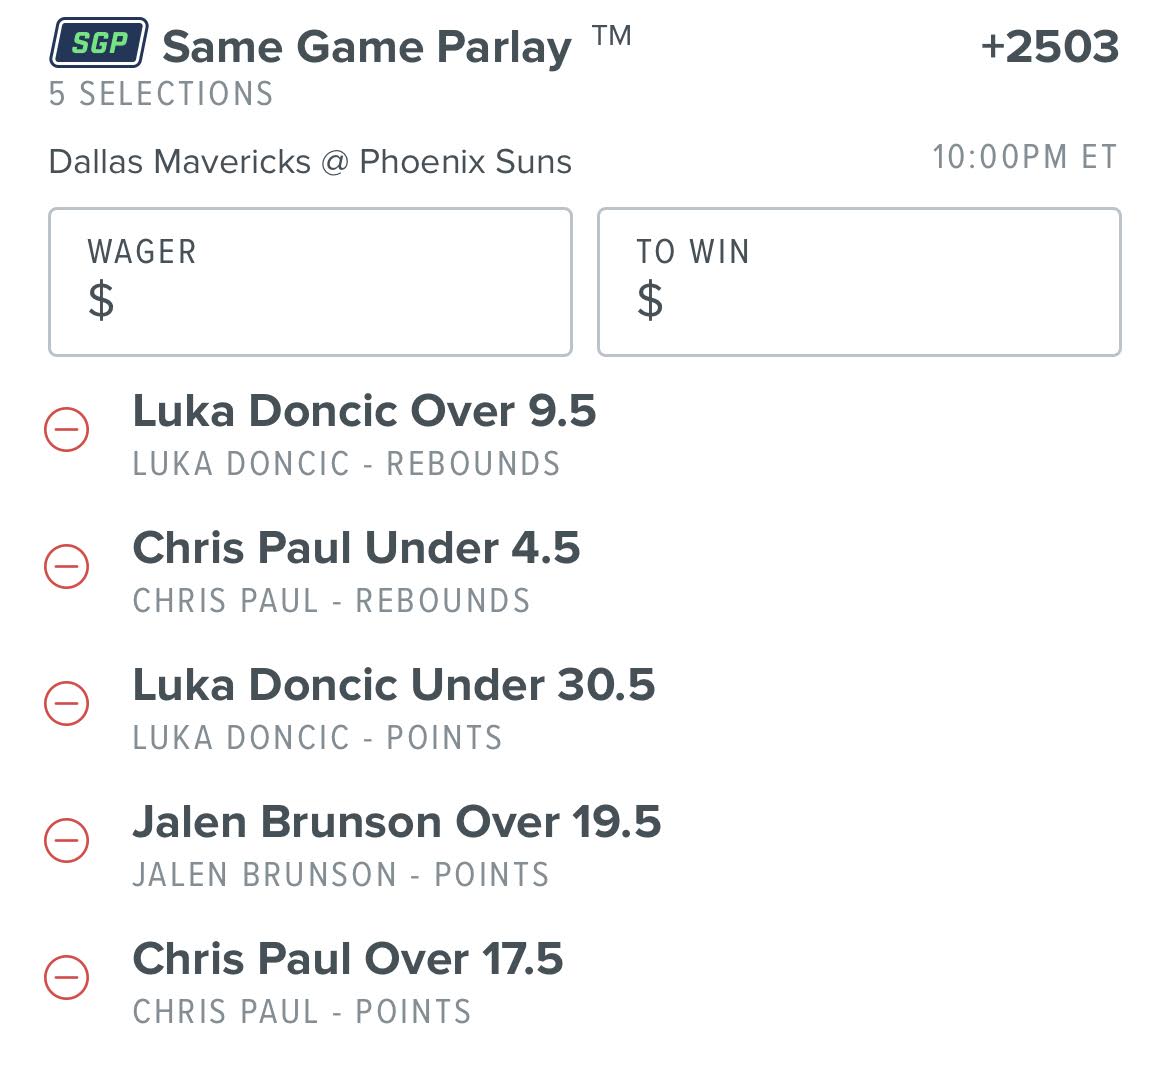 SGP Same Game Parlay ™ +2503
5 SELECTIONS
Dallas Mavericks @ Phoenix Suns 10:00PM ET
WAGER TO WIN
$ $
Luka Doncic Over 9.5
LUKA DONCIC - REBOUNDS
Chris Paul Under 4.5
CHRIS PAUL - REBOUNDS
Luka Doncic Under 30.5
LUKA DONCIC - POINTS
Jalen Brunson Over 19.5
JALEN BRUNSON - POINTS
Chris Paul Over 17.5
CHRIS PAUL - POINTS